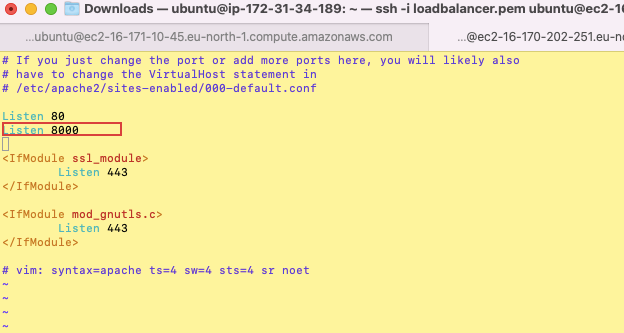 Downloads — ubuntu@ip-172-31-34-189: ~ — ssh -i loadbalancer.pem ubuntu@ec2-16
...ubuntu@ec2-16-171-10-45.eu-north-1.compute.amazonaws.com
...@ec2-16-170-202-251.eu-no
# If you just change the port or add more ports here, you will likely also
# have to change the VirtualHost statement in
# /etc/apache2/sites-enabled/000-default.conf
Listen 80
Listen 8000
<IfModule ssl_module>
        Listen 443
</IfModule>
<IfModule mod_gnutls.c>
        Listen 443
</IfModule>
# vim: syntax=apache ts=4 sw=4 sts=4 sr noet
~
~
~
~